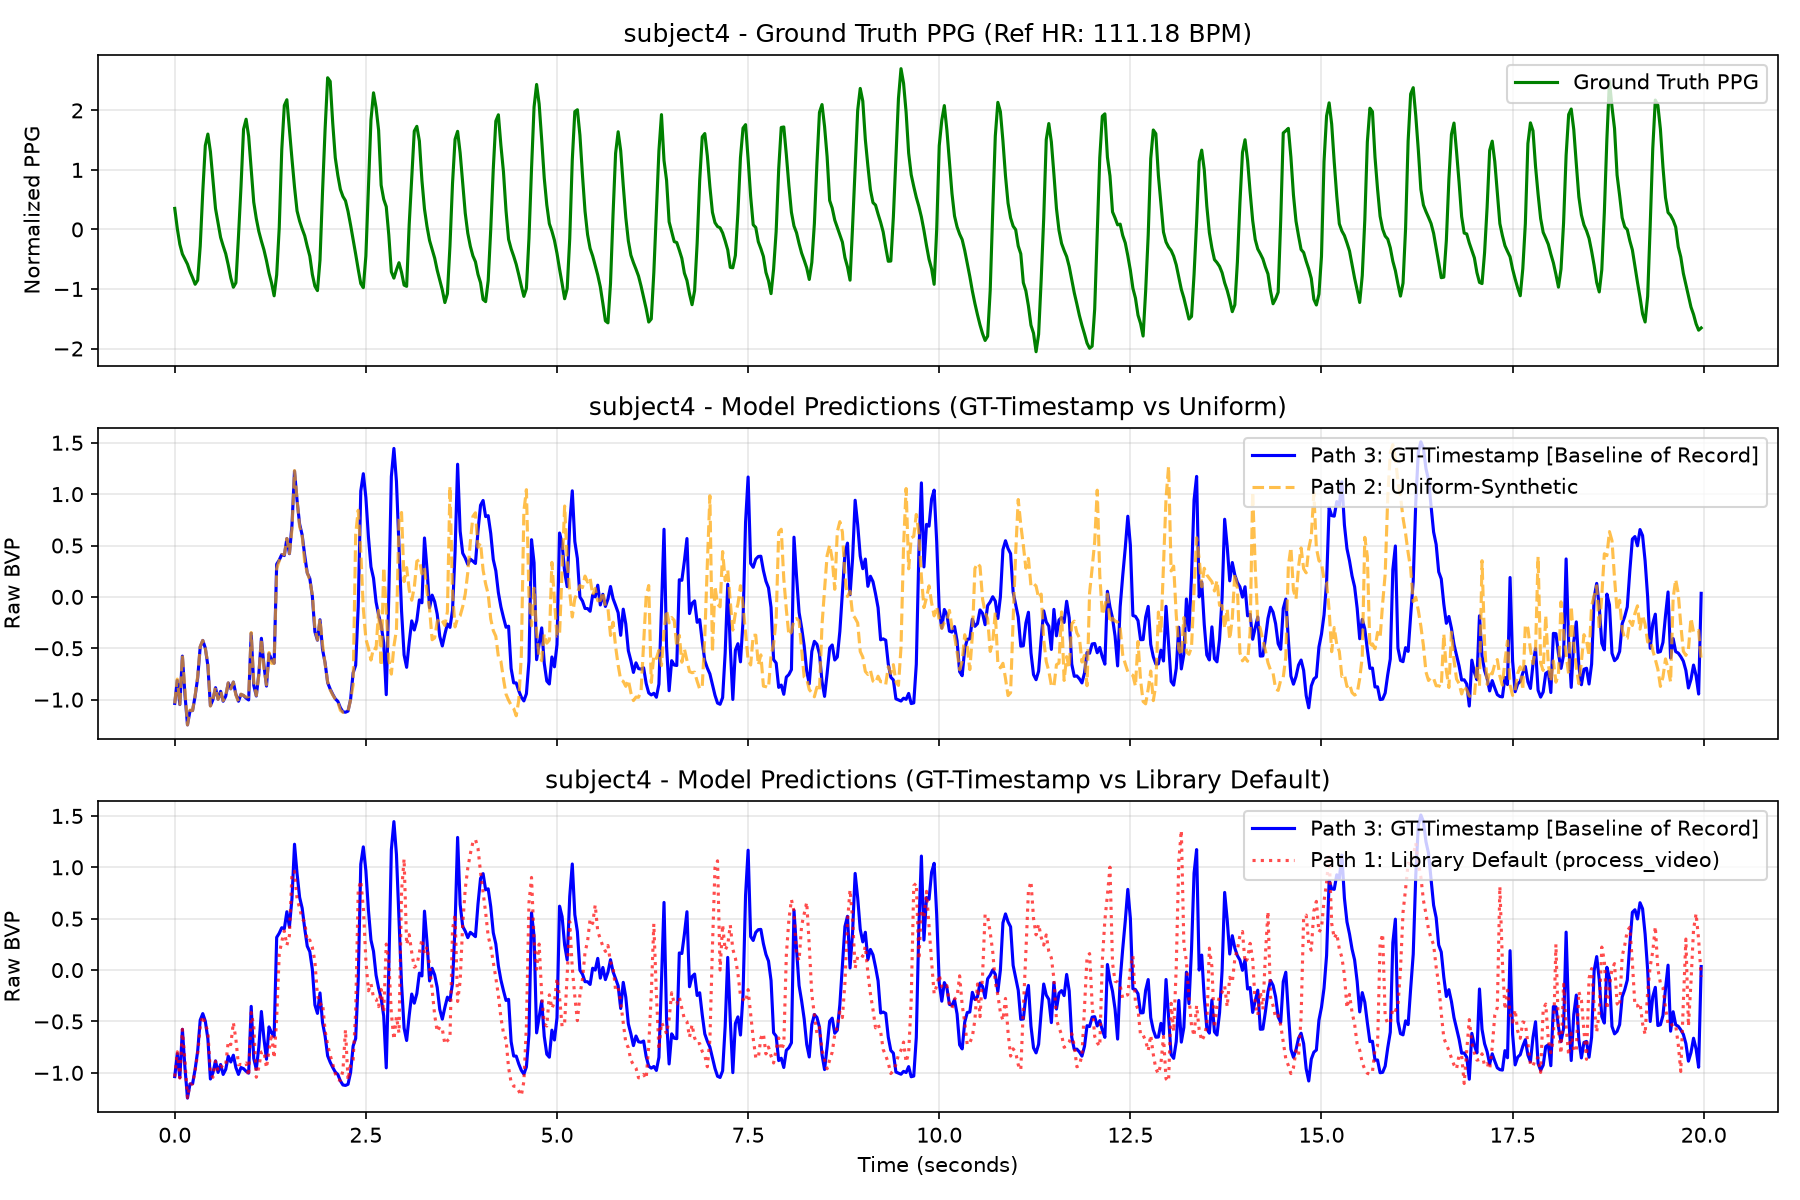 subject4 - Ground Truth PPG (Ref HR: 111.18 BPM)
Ground Truth PPG
Normalized PPG
2
1
0
−1
−2
subject4 - Model Predictions (GT-Timestamp vs Uniform)
Path 3: GT-Timestamp [Baseline of Record]
Path 2: Uniform-Synthetic
Raw BVP
1.5
1.0
0.5
0.0
−0.5
−1.0
subject4 - Model Predictions (GT-Timestamp vs Library Default)
Path 3: GT-Timestamp [Baseline of Record]
Path 1: Library Default (process_video)
Raw BVP
1.5
1.0
0.5
0.0
−0.5
−1.0
0.0 2.5 5.0 7.5 10.0 12.5 15.0 17.5 20.0
Time (seconds)